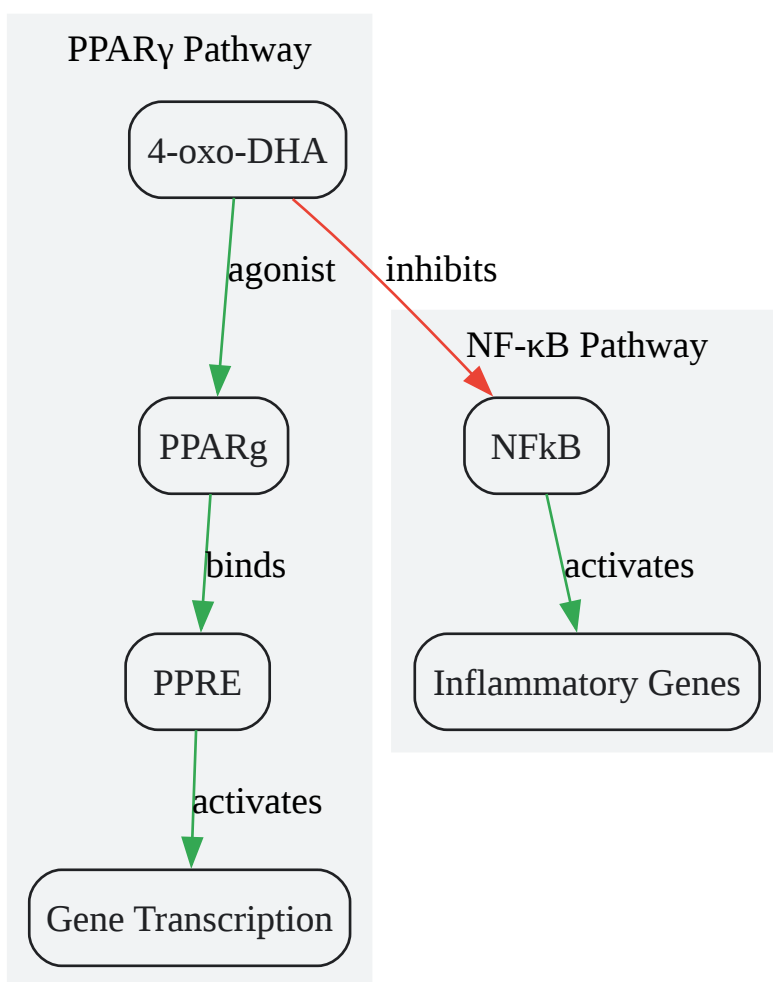 PPARγ Pathway
4-oxo-DHA
agonist
inhibits
NF-κB Pathway
PPARg
NFkB
binds
activates
PPRE
Inflammatory Genes
activates
Gene Transcription